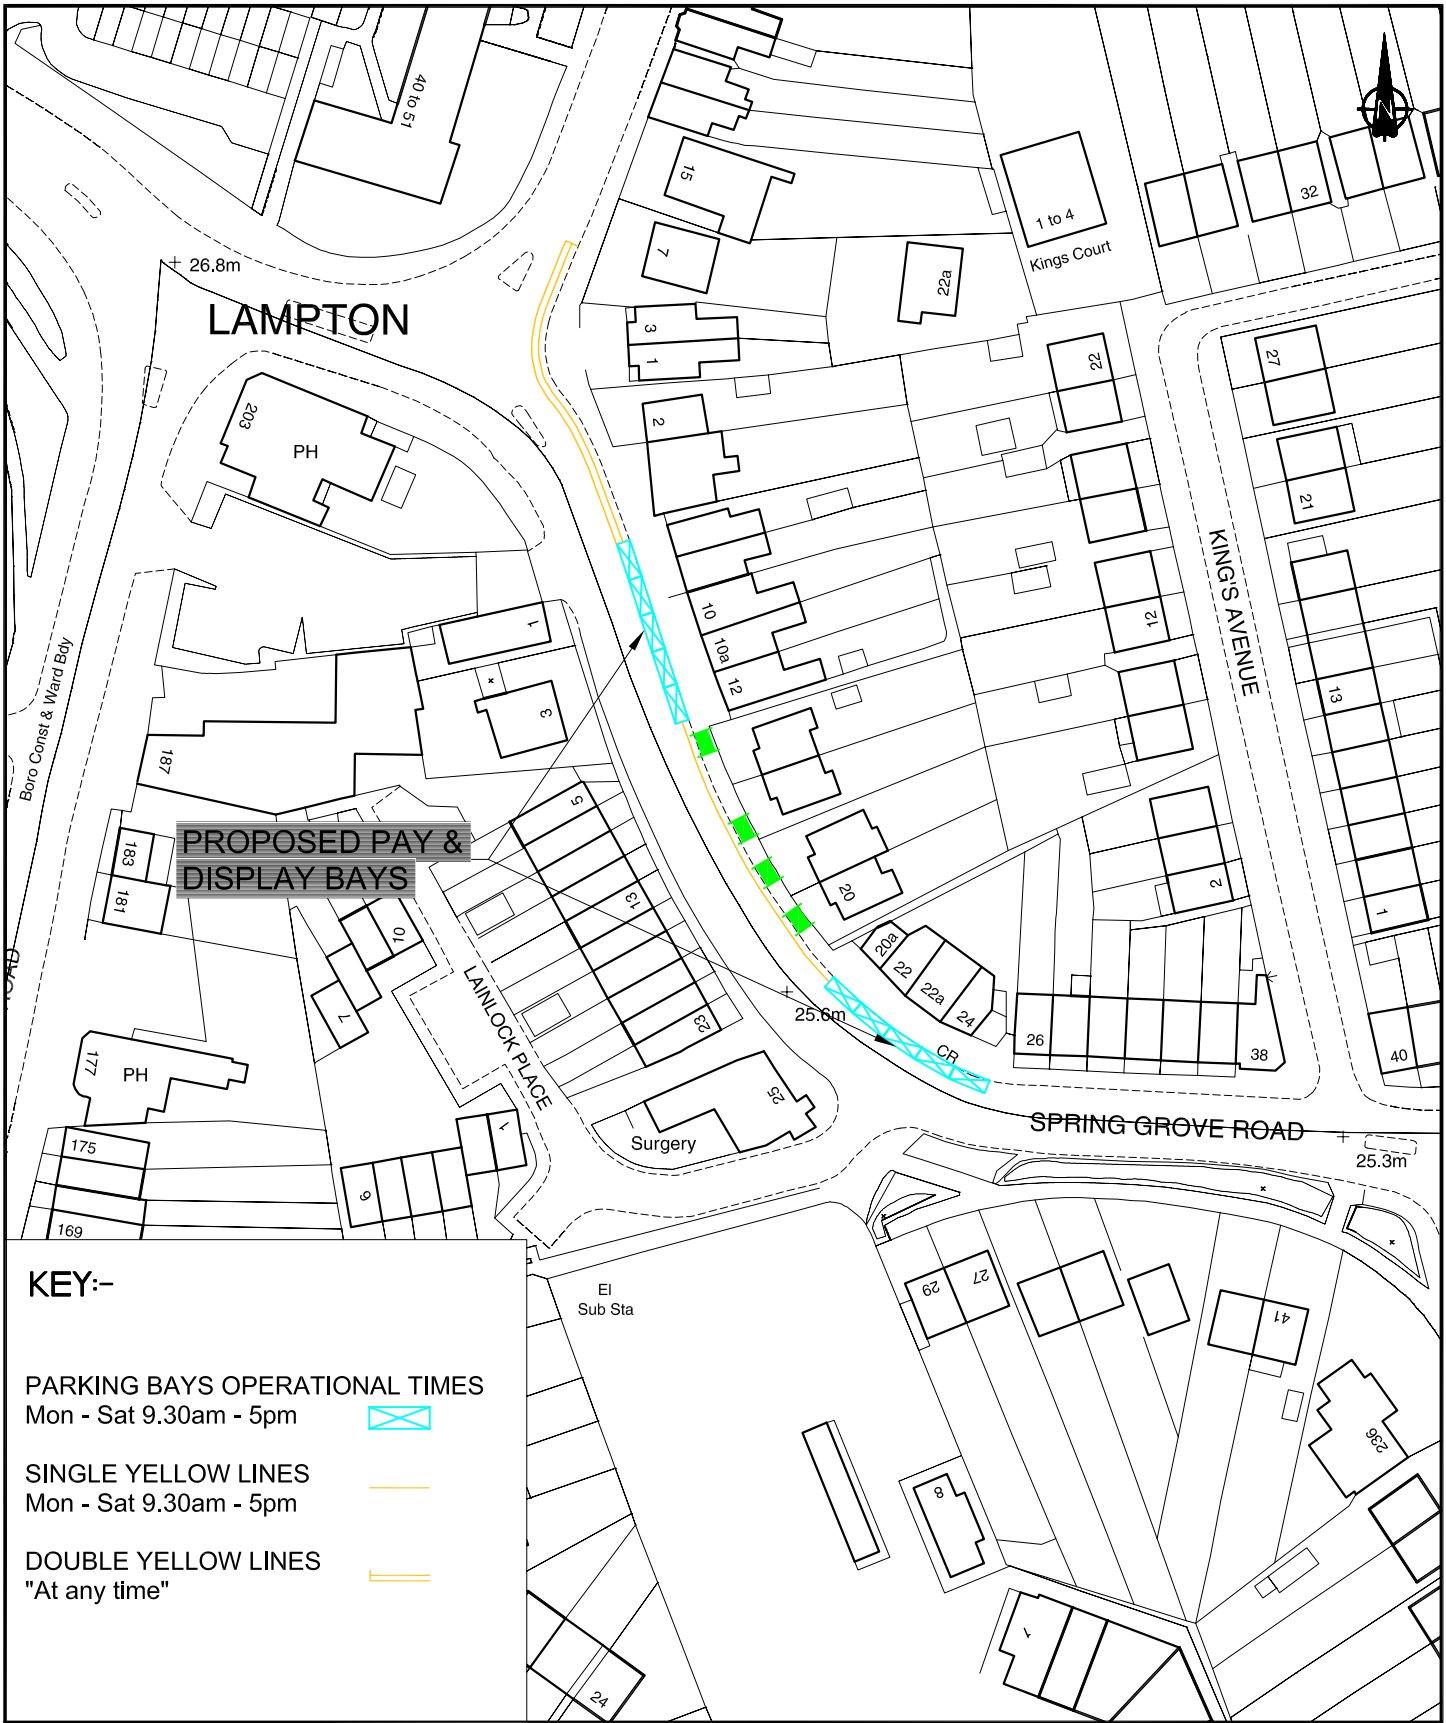 40 to 51
15
7
1 to 4
Kings Court
32
N
26.8m
22a
LAMPTON
3
1
22
27
2
203
PH
21
KING'S AVENUE
10
10a
12
12
1
3
13
Boro Const & Ward Bdy
187
5
PROPOSED PAY &
DISPLAY BAYS
183
181
13
20
2
1
10
20a
22
22a
24
7
LAINLOCK PLACE
23
25.6m
CR
26
38
40
177
PH
25
SPRING GROVE ROAD
Surgery
25.3m
175
1
9
169
KEY:-
El
Sub Sta
29
27
41
PARKING BAYS OPERATIONAL TIMES
Mon - Sat 9.30am - 5pm
236
SINGLE YELLOW LINES
Mon - Sat 9.30am - 5pm
8
DOUBLE YELLOW LINES
"At any time"
1
24